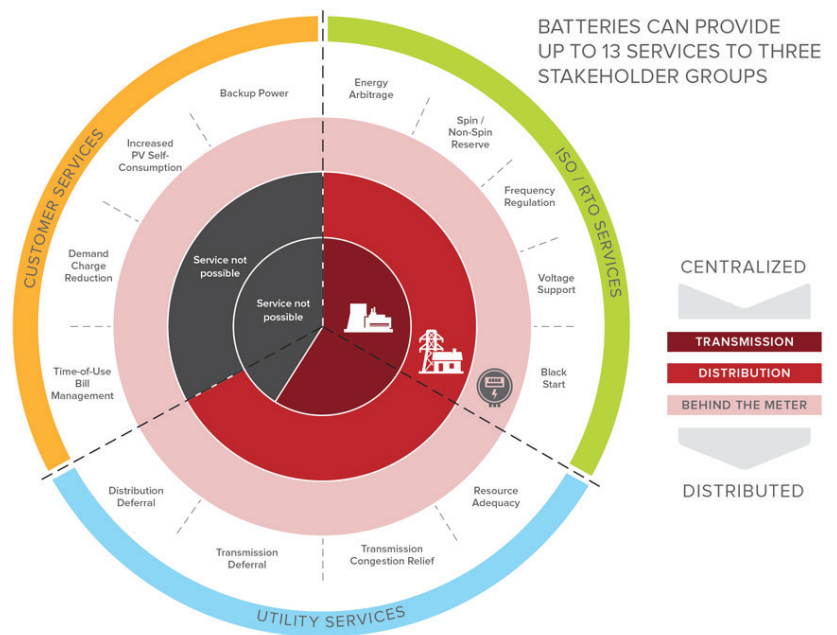 BATTERIES CAN PROVIDE
UP TO 13 SERVICES TO THREE
STAKEHOLDER GROUPS
CUSTOMER SERVICES
ISO / RTO SERVICES
UTILITY SERVICES
Backup Power
Energy
Arbitrage
Increased
PV Self-
Consumption
Spin /
Non-Spin
Reserve
Frequency
Regulation
Demand
Charge
Reduction
Voltage
Support
Time-of-Use
Bill
Management
Black
Start
Distribution
Deferral
Resource
Adequacy
Transmission
Deferral
Transmission
Congestion Relief
Service not
possible
Service not
possible
CENTRALIZED
TRANSMISSION
DISTRIBUTION
BEHIND THE METER
DISTRIBUTED